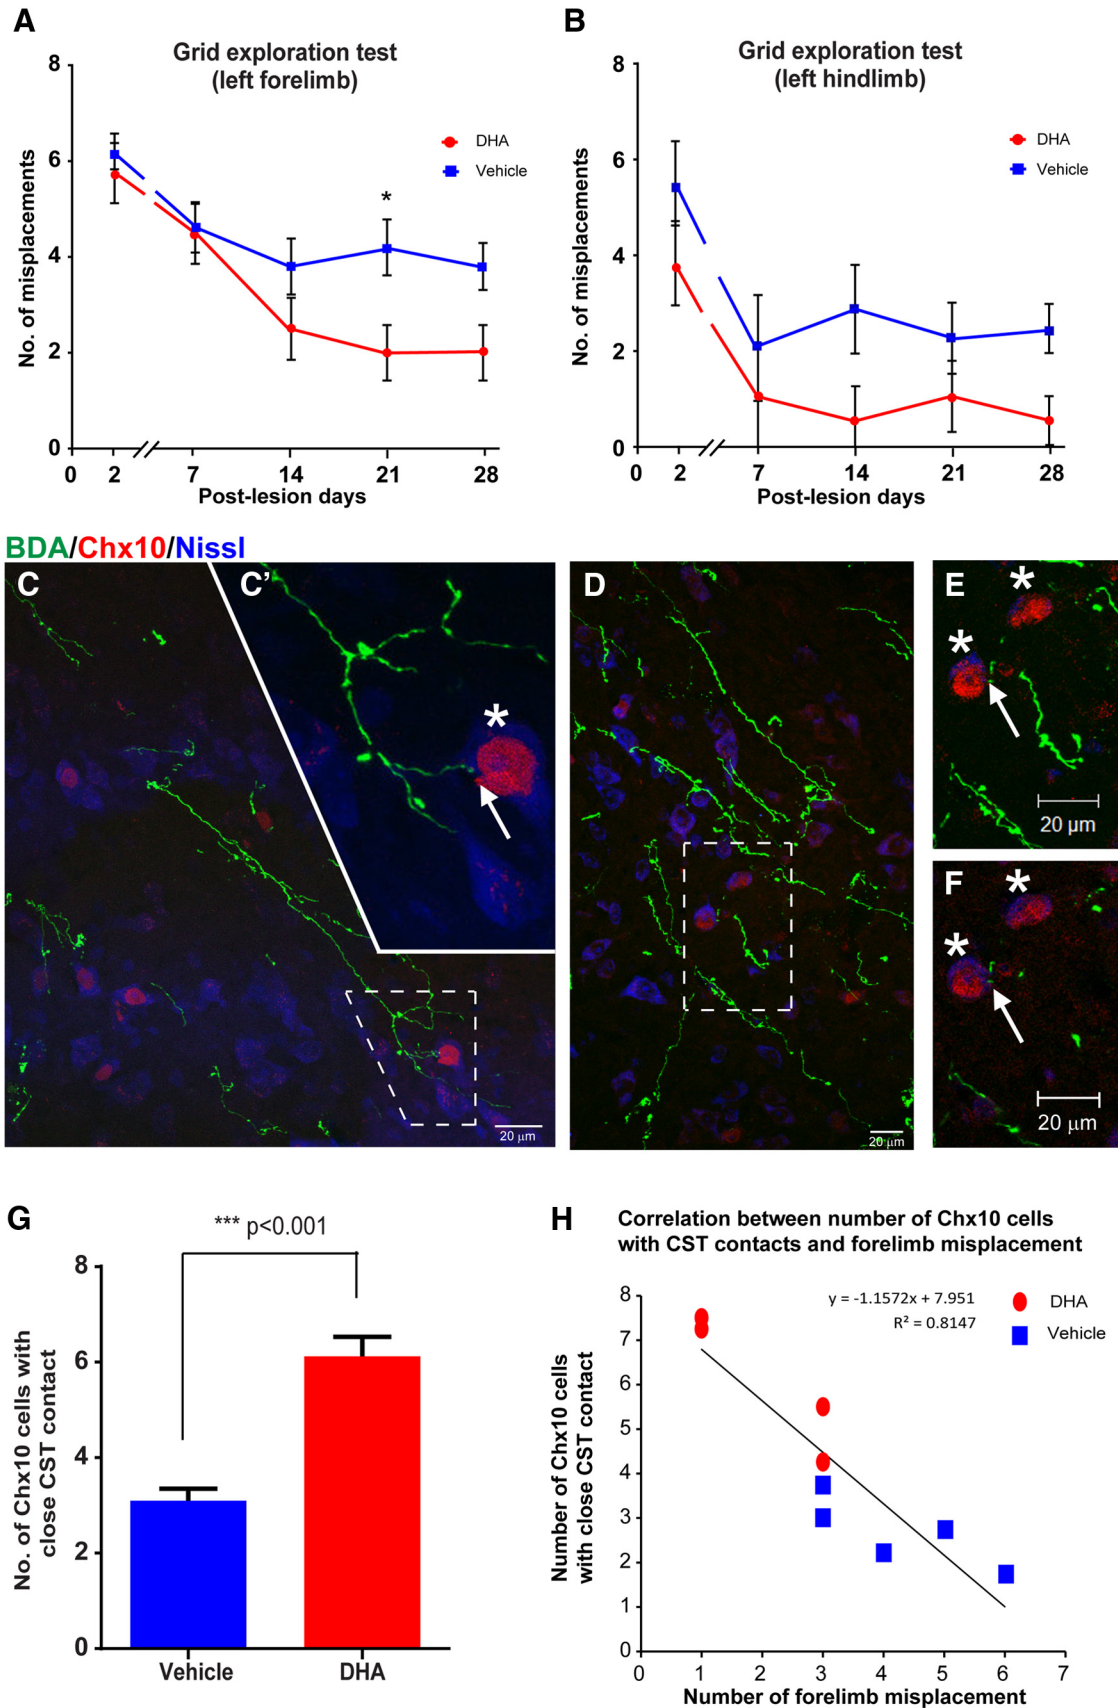 A
Grid exploration test
(left forelimb)
No. of misplacements
8
6
4
2
0
DHA
Vehicle
*
0 2 7 14 21 28
Post-lesion days
B
Grid exploration test
(left hindlimb)
No. of misplacements
8
6
4
2
0
DHA
Vehicle
0 2 7 14 21 28
Post-lesion days
BDA/Chx10/Nissl
C
C'
*
20 µm
D
20 µm
E
*
*
20 µm
F
*
*
20 µm
G
*** p<0.001
No. of Chx10 cells with
close CST contact
8
6
4
2
0
Vehicle DHA
H
Correlation between number of Chx10 cells
with CST contacts and forelimb misplacement
y = -1.1572x + 7.951
R² = 0.8147
DHA
Vehicle
Number of Chx10 cells
with close CST contact
8
7
6
5
4
3
2
1
0
0 1 2 3 4 5 6 7
Number of forelimb misplacement